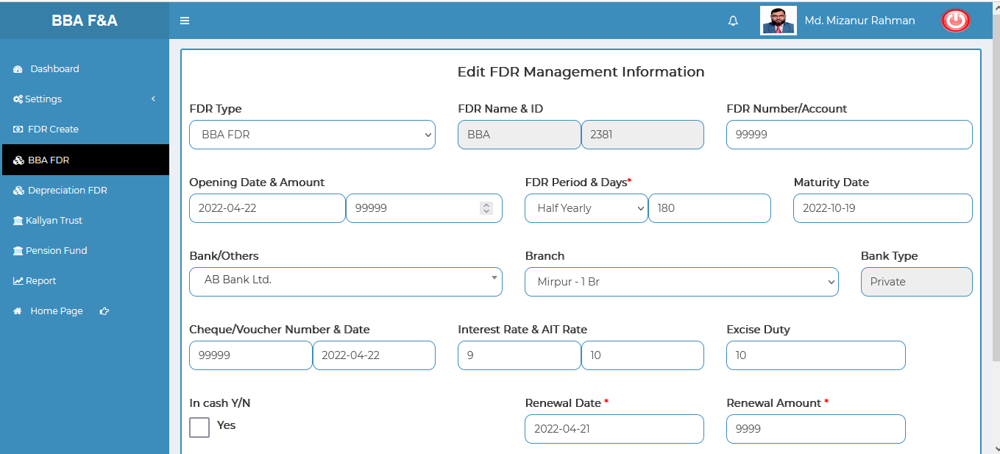 BBA F&A
Md. Mizanur Rahman
Dashboard
Settings
FDR Create
BBA FDR
Depreciation FDR
Kallyan Trust
Pension Fund
Report
Home Page
Edit FDR Management Information
FDR Type FDR Name & ID FDR Number/Account
BBA FDR BBA 2381 99999
Opening Date & Amount FDR Period & Days* Maturity Date
2022-04-22 99999 Half Yearly 180 2022-10-19
Bank/Others Branch Bank Type
AB Bank Ltd. Mirpur - 1 Br Private
Cheque/Voucher Number & Date Interest Rate & AIT Rate Excise Duty
99999 2022-04-22 9 10 10
In cash Y/N Renewal Date * Renewal Amount *
Yes 2022-04-21 9999